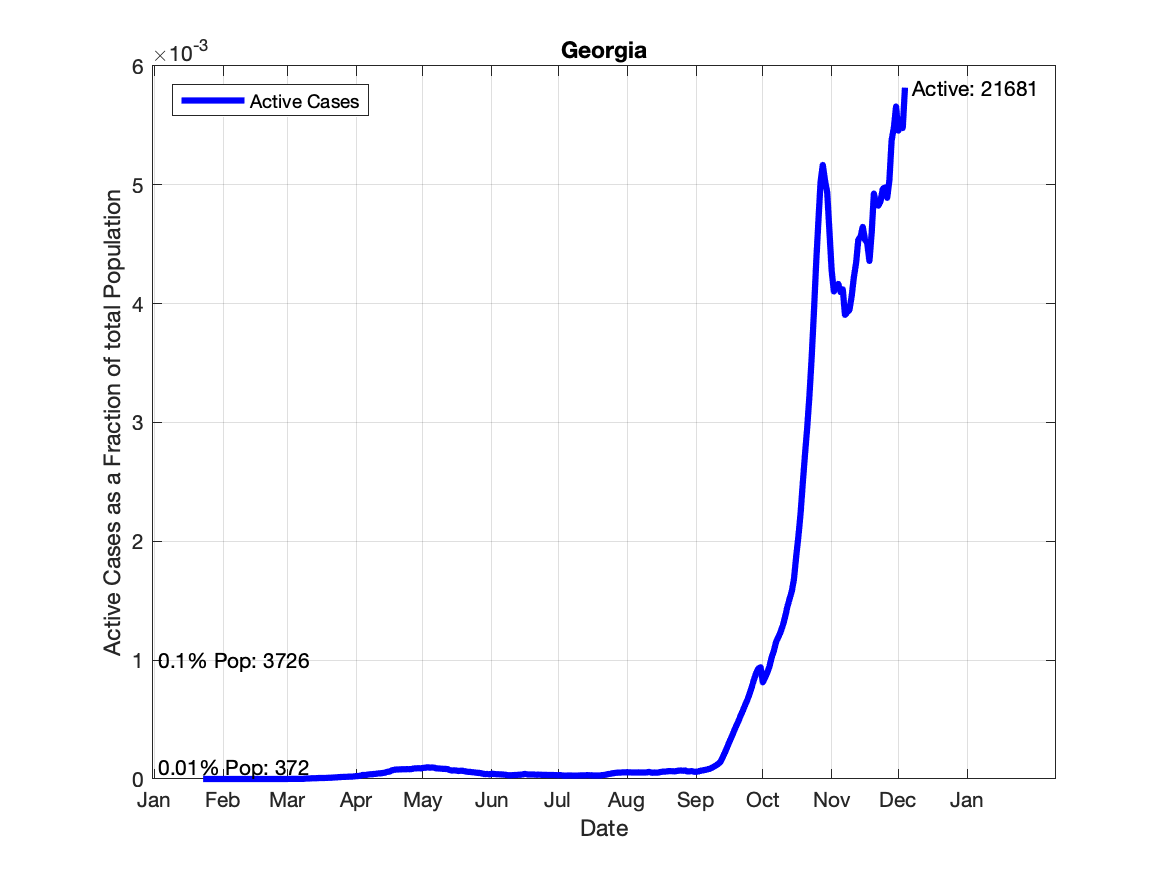 Georgia
×10-3
6
Active Cases
Active: 21681
5
4
3
2
1
0.1% Pop: 3726
0.01% Pop: 372
0
Jan Feb Mar Apr May Jun Jul Aug Sep Oct Nov Dec Jan
Date
Active Cases as a Fraction of total Population